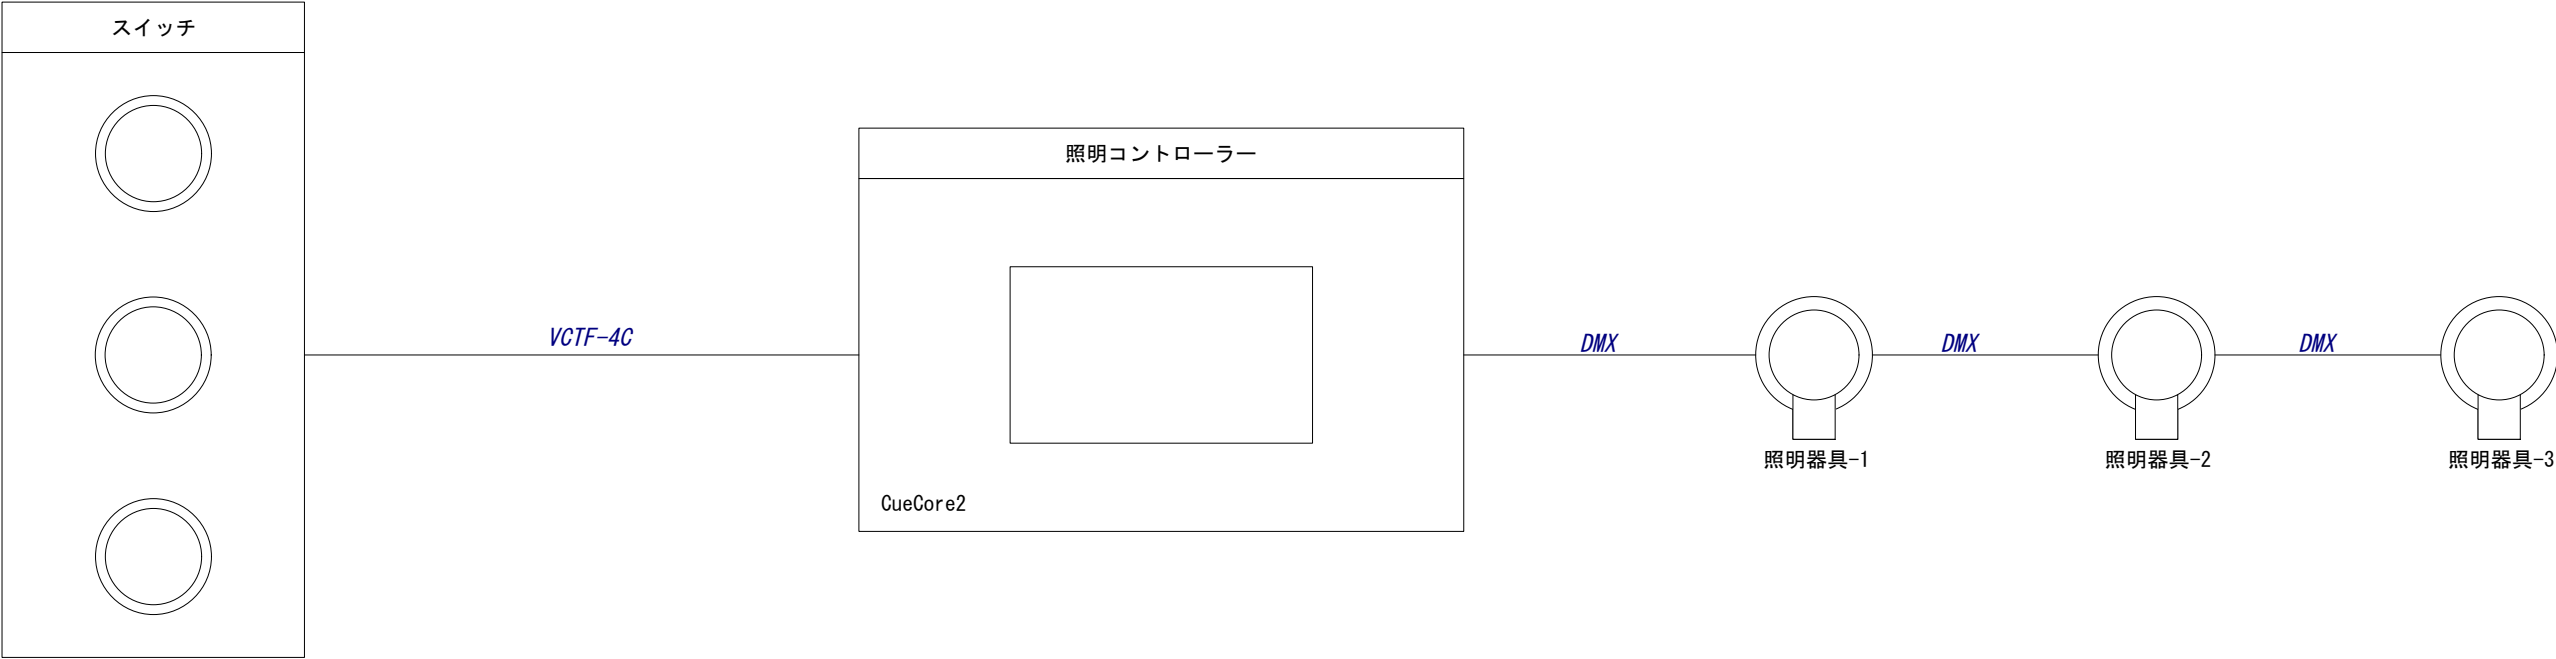 スイッチ
VCTF-4C
照明コントローラー
CueCore2
DMX
DMX
DMX
照明器具-1
照明器具-2
照明器具-3